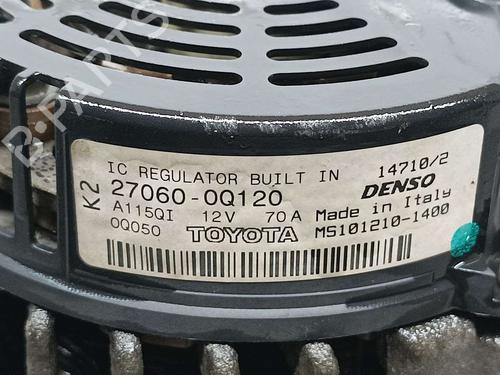 B-PARTS
IC REGULATOR BUILT IN 14710/2
K2
27060-0Q120 DENSO
A115QI 12V 70A Made in Italy
0Q050 TOYOTA MS101210-1400